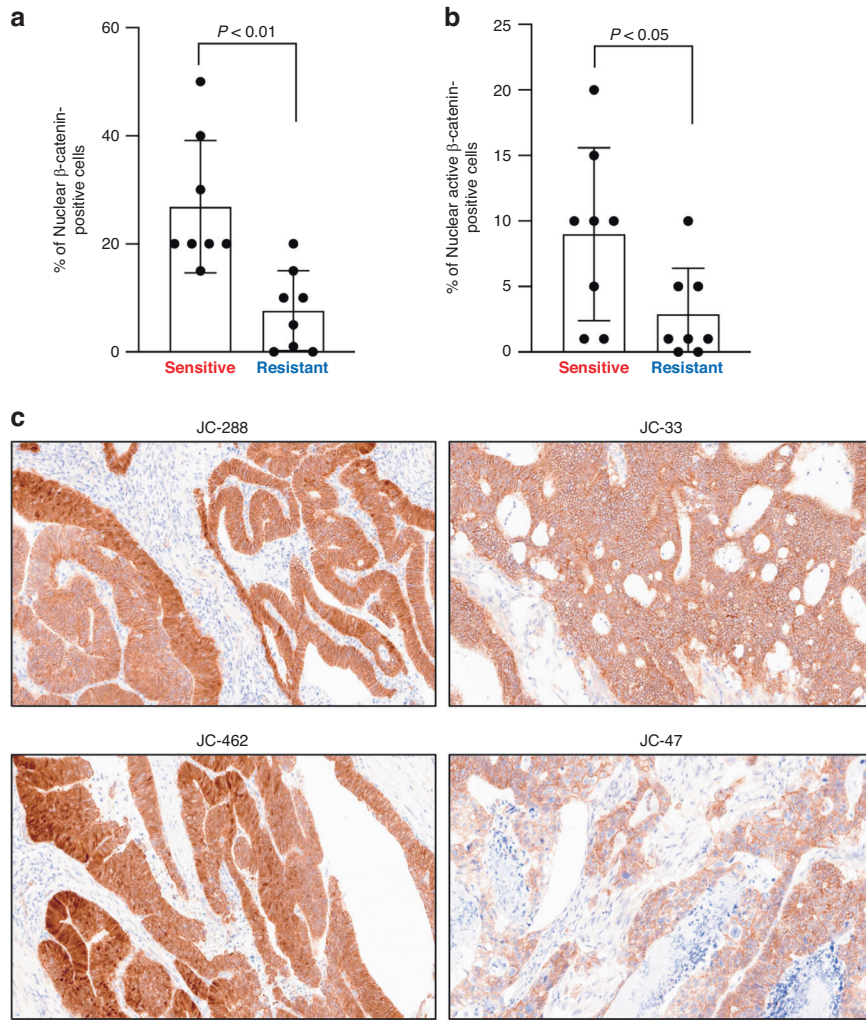 a
P < 0.01
% of Nuclear β-catenin-
positive cells
60
40
20
0
Sensitive
Resistant
b
P < 0.05
% of Nuclear active β-catenin-
positive cells
25
20
15
10
5
0
Sensitive
Resistant
c
JC-288
JC-33
JC-462
JC-47